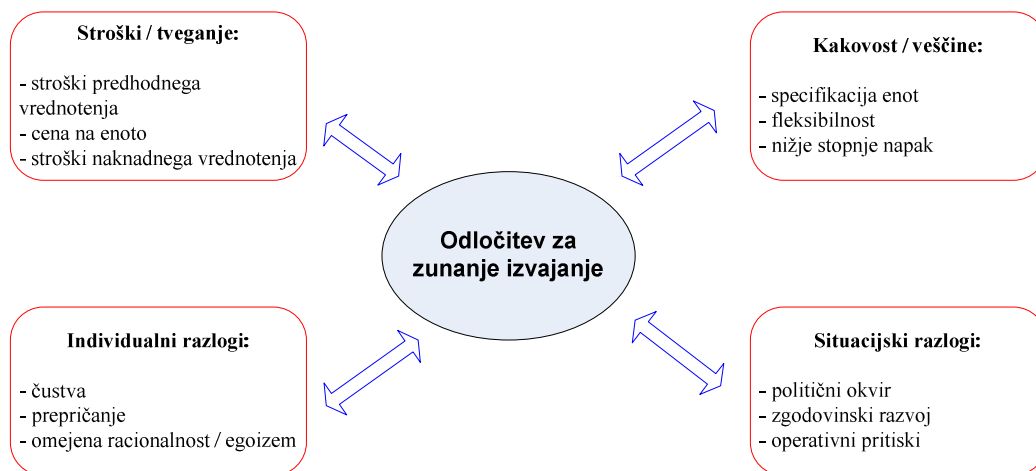 Stroški / tveganje:
- stroški predhodnega
vrednotenja
- cena na enoto
- stroški naknadnega vrednotenja
Kakovost / veščine:
- specifikacija enot
- fleksibilnost
- nižje stopnje napak
Odločitev za
zunanje izvajanje
Individualni razlogi:
- čustva
- prepričanje
- omejena racionalnost / egoizem
Situacijski razlogi:
- politični okvir
- zgodovinski razvoj
- operativni pritiski